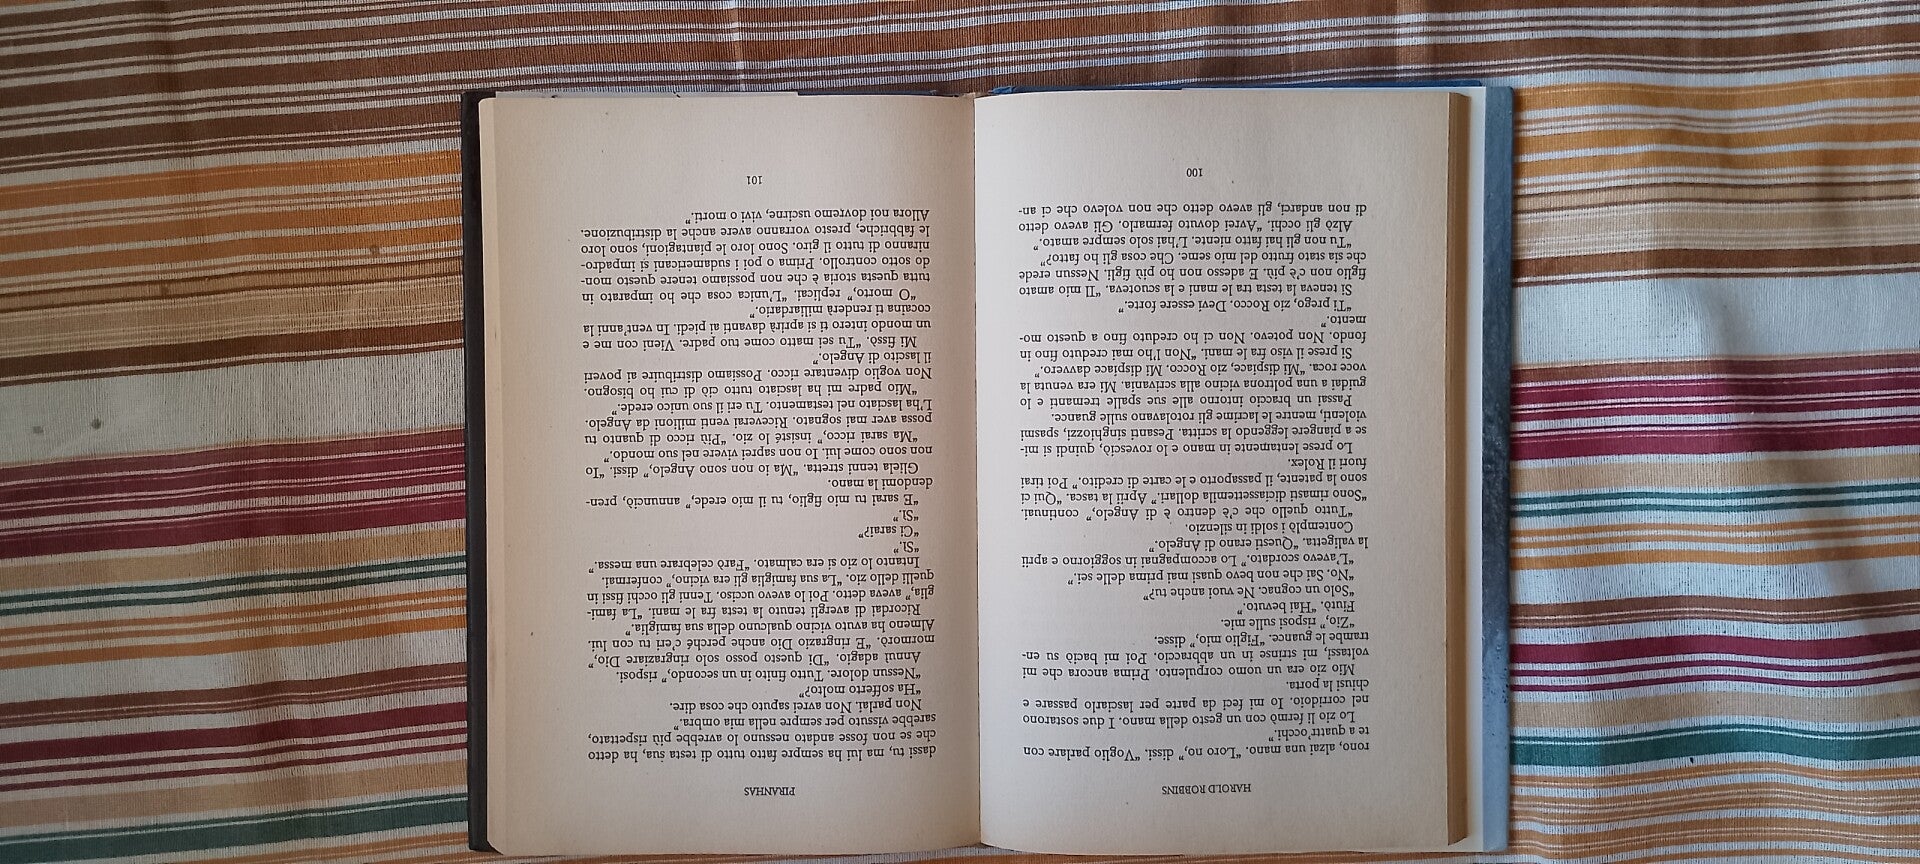 HAROLD ROBBINS
rono, alzai una mano. "Loro no," dissi. "Voglio parlare con
te a quattr'occhi."
Lo zio li fermò con un gesto della mano. I due sostarono
nel corridoio. Io mi feci da parte per lasciarlo passare e
chiusi la porta.
Mio zio era un uomo corpulento. Prima ancora che mi
voltassi, mi strinse in un abbraccio. Poi mi baciò su en-
trambe le guance. "Figlio mio," disse.
"Zio," risposi sulle mie.
Fiutò. "Hai bevuto."
"Solo un cognac. Ne vuoi anche tu?"
"No. Sai che non bevo quasi mai prima delle sei."
"L'avevo scordato." Lo accompagnai in soggiorno e aprii
la valigetta. "Questi erano di Angelo."
Contemplò i soldi in silenzio.
"Tutto quello che c'è dentro è di Angelo," continuai.
"Sono rimasti diciassettemila dollari." Aprii la tasca. "Qui ci
sono la patente, il passaporto e le carte di credito." Poi tirai
fuori il Rolex.
Lo prese lentamente in mano e lo rovesciò, quindi si mi-
se a piangere leggendo la scritta. Pesanti singhiozzi, spasmi
violenti, mentre le lacrime gli rotolavano sulle guance.
Passai un braccio intorno alle sue spalle tremanti e lo
guidai a una poltrona vicino alla scrivania. Mi era venuta la
voce roca. "Mi dispiace, zio Rocco. Mi dispiace davvero."
Si prese il viso fra le mani. "Non l'ho mai creduto fino in
fondo. Non potevo. Non ci ho creduto fino a questo mo-
mento."
"Ti prego, zio Rocco. Devi essere forte."
Si teneva la testa tra le mani e la scuoteva. "Il mio amato
figlio non c'è più. E adesso non ho più figli. Nessun erede
che sia stato frutto del mio seme. Che cosa gli ho fatto?"
"Tu non gli hai fatto niente. L'hai solo sempre amato."
Alzò gli occhi. "Avrei dovuto fermarlo. Gli avevo detto
di non andarci, gli avevo detto che non volevo che ci an-
100
PIRANHAS
dassi tu, ma lui ha sempre fatto tutto di testa sua, ha detto
che se non fosse andato nessuno lo avrebbe più rispettato,
sarebbe vissuto per sempre nella mia ombra."
Non parlai. Non avrei saputo che cosa dire.
"Ha sofferto molto?"
"Nessun dolore. Tutto finito in un secondo," risposi.
Annuì adagio. "Di questo posso solo ringraziare Dio,"
mormorò. "E ringrazio Dio anche perché c'eri tu con lui.
Almeno ha avuto vicino qualcuno della sua famiglia."
Ricordai di avergli tenuto la testa fra le mani. "La fami-
glia," aveva detto. Poi lo avevo ucciso. Tenni gli occhi fissi in
quelli dello zio. "La sua famiglia gli era vicino," confermai.
Intanto lo zio si era calmato. "Farò celebrare una messa."
"Sì."
"Ci sarai?"
"Sì."
"E sarai tu mio figlio, tu il mio erede," annunciò, pren-
dendomi la mano.
Gliela tenni stretta. "Ma io non sono Angelo," dissi. "Io
non sono come lui. Io non saprei vivere nel suo mondo."
"Ma sarai ricco," insisté lo zio. "Più ricco di quanto tu
possa aver mai sognato. Riceverai venti milioni da Angelo.
L'ha lasciato nel testamento. Tu eri il suo unico erede."
"Mio padre mi ha lasciato tutto ciò di cui ho bisogno.
Non voglio diventare ricco. Possiamo distribuire ai poveri
il lascito di Angelo."
Mi fissò. "Tu sei matto come tuo padre. Vieni con me e
un mondo intero ti si aprirà davanti ai piedi. In vent'anni la
cocaina ti renderà miliardario."
"O morto," replicai. "L'unica cosa che ho imparato in
tutta questa storia è che non possiamo tenere questo mon-
do sotto controllo. Prima o poi i sudamericani si impadro-
niranno di tutto il giro. Sono loro le piantagioni, sono loro
le fabbriche, presto vorranno avere anche la distribuzione.
Allora noi dovremo uscirne, vivi o morti."
101